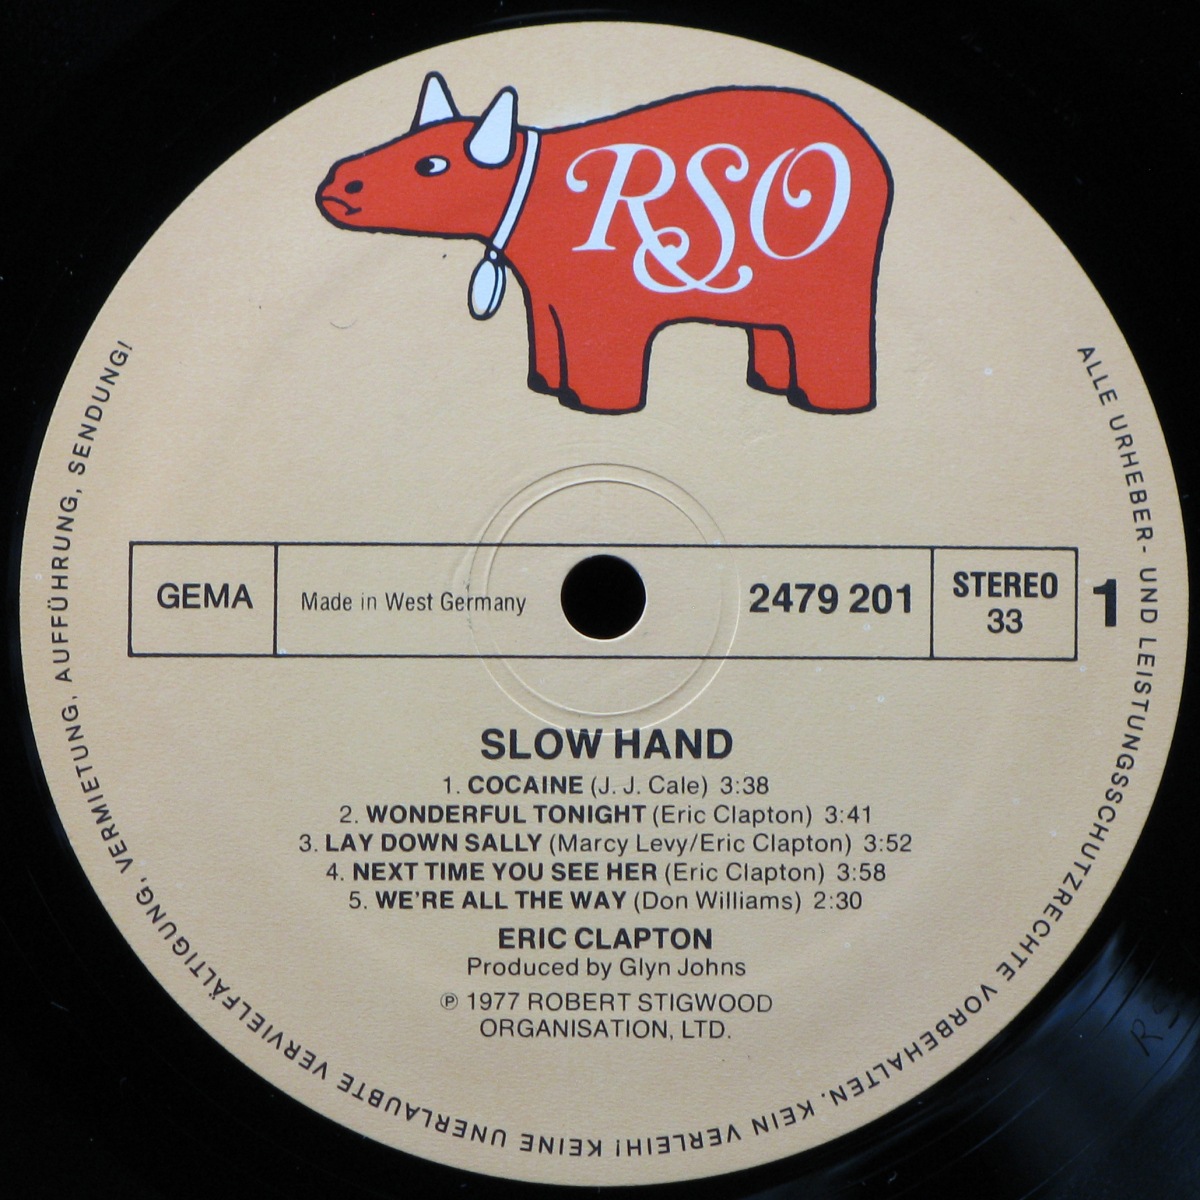 RSO
GEMA
Made in West Germany
2479 201
STEREO
33
1
SLOW HAND
1. COCAINE (J. J. Cale) 3:38
2. WONDERFUL TONIGHT (Eric Clapton) 3:41
3. LAY DOWN SALLY (Marcy Levy/Eric Clapton) 3:52
4. NEXT TIME YOU SEE HER (Eric Clapton) 3:58
5. WE'RE ALL THE WAY (Don Williams) 2:30
ERIC CLAPTON
Produced by Glyn Johns
℗ 1977 ROBERT STIGWOOD
ORGANISATION, LTD.
ALLE URHEBER- UND LEISTUNGSSCHUTZRECHTE VORBEHALTEN. KEIN VERLEIH! KEINE UNERLAUBTE VERVIELFÄLTIGUNG, VERMIETUNG, AUFFÜHRUNG, SENDUNG!